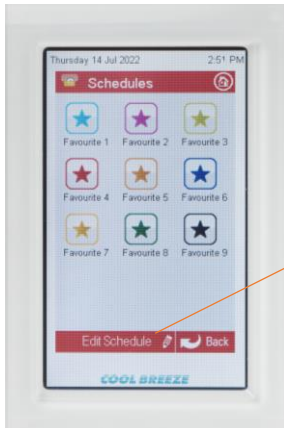 Thursday 14 Jul 2022 2:51 PM
Schedules
Favourite 1 Favourite 2 Favourite 3
Favourite 4 Favourite 5 Favourite 6
Favourite 7 Favourite 8 Favourite 9
Edit Schedule Back
COOL BREEZE